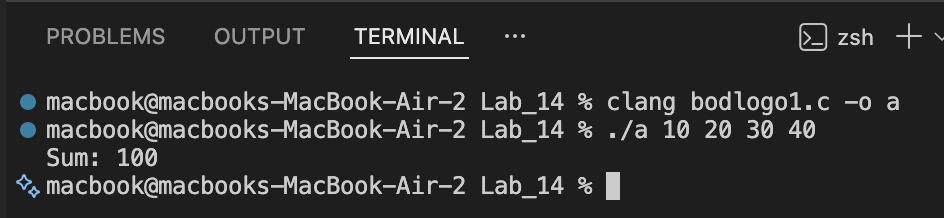 PROBLEMS OUTPUT TERMINAL ... zsh
macbook@macbooks-MacBook-Air-2 Lab_14 % clang bodlogo1.c -o a
macbook@macbooks-MacBook-Air-2 Lab_14 % ./a 10 20 30 40
Sum: 100
macbook@macbooks-MacBook-Air-2 Lab_14 %